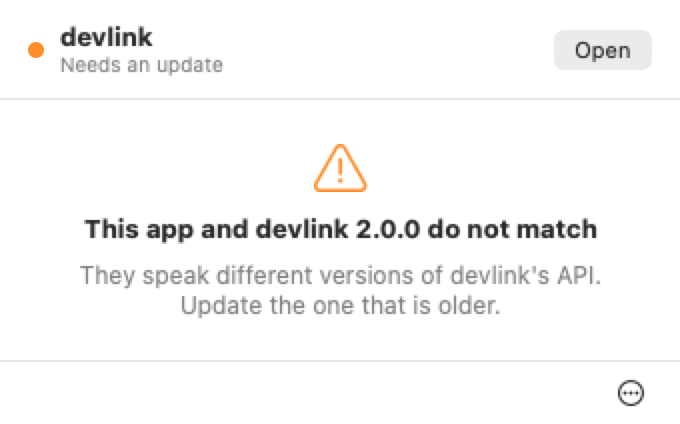 devlink
Needs an update
Open
This app and devlink 2.0.0 do not match
They speak different versions of devlink's API.
Update the one that is older.